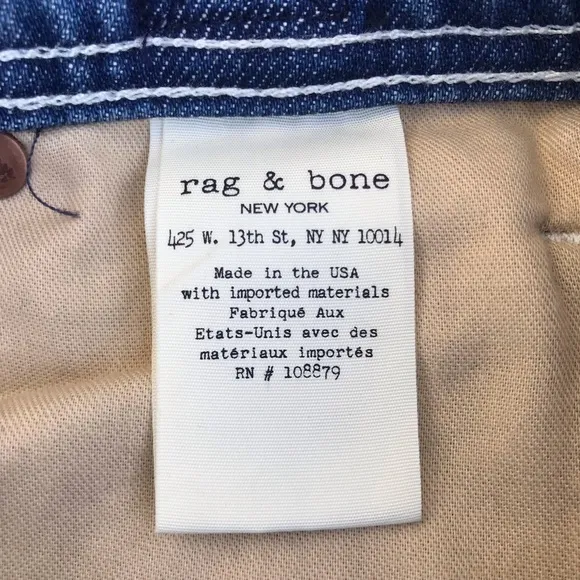 rag & bone
NEW YORK
425 W. 13th St, NY NY 10014
Made in the USA
with imported materials
Fabriqué Aux
Etats-Unis avec des
matériaux importés
RN # 108879